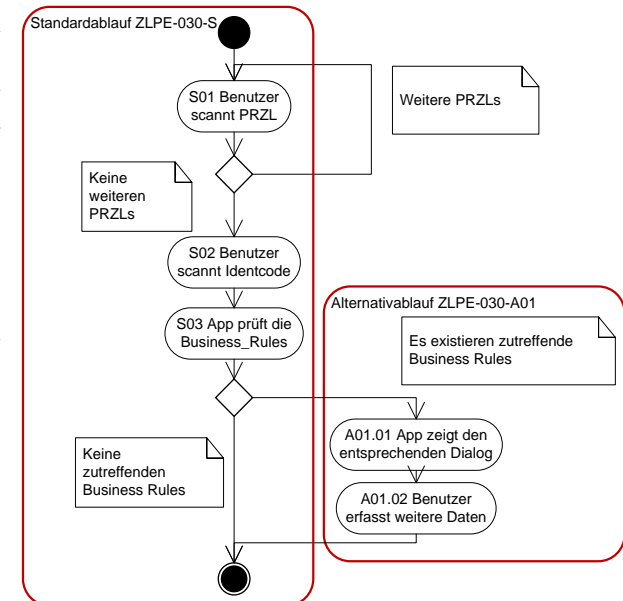 Standardablauf ZLPE-030-S
S01 Benutzer
scannt PRZL
Weitere PRZLs
Keine
weiteren
PRZLs
S02 Benutzer
scannt Identcode
S03 App prüft die
Business_Rules
Alternativablauf ZLPE-030-A01
Es existieren zutreffende
Business Rules
A01.01 App zeigt den
entsprechenden Dialog
Keine
zutreffenden
Business Rules
A01.02 Benutzer
erfasst weitere Daten